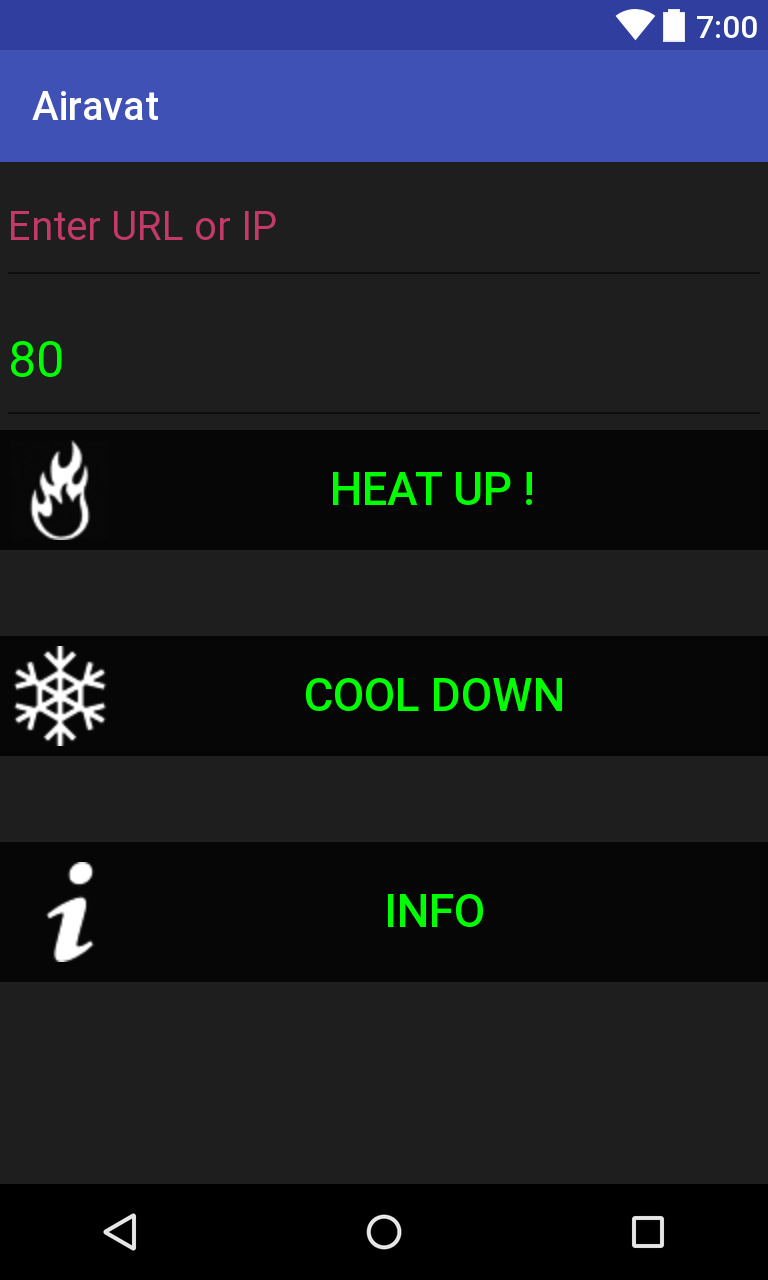 7:00
Airavat
Enter URL or IP
80
HEAT UP !
COOL DOWN
INFO